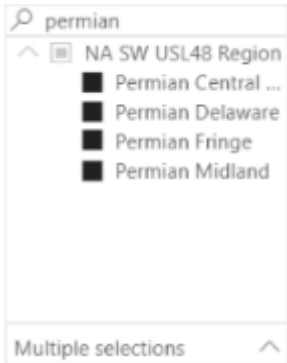 permian
NA SW USL48 Region
Permian Central ...
Permian Delaware
Permian Fringe
Permian Midland
Multiple selections